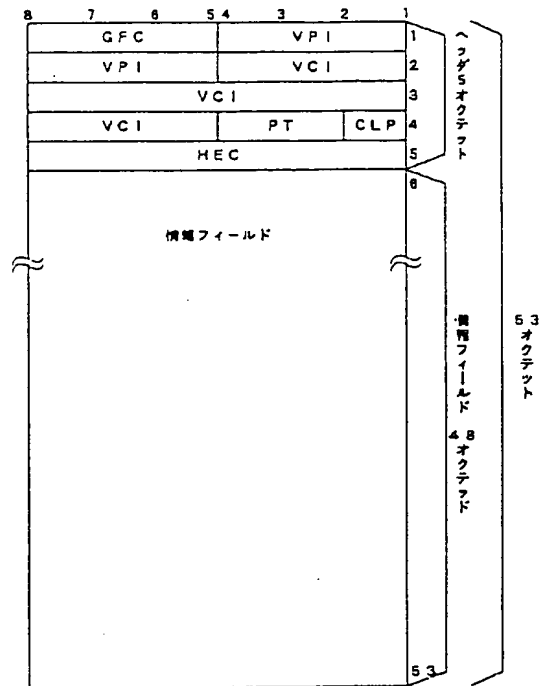 8 7 6 5 4 3 2 1
GFC VPI 1
VPI VCI 2
VCI 3
VCI PT CLP 4
HEC 5
6
情報フィールド
53
ヘッダ5オクテット
情報フィールド 48オクテット
53オクテット